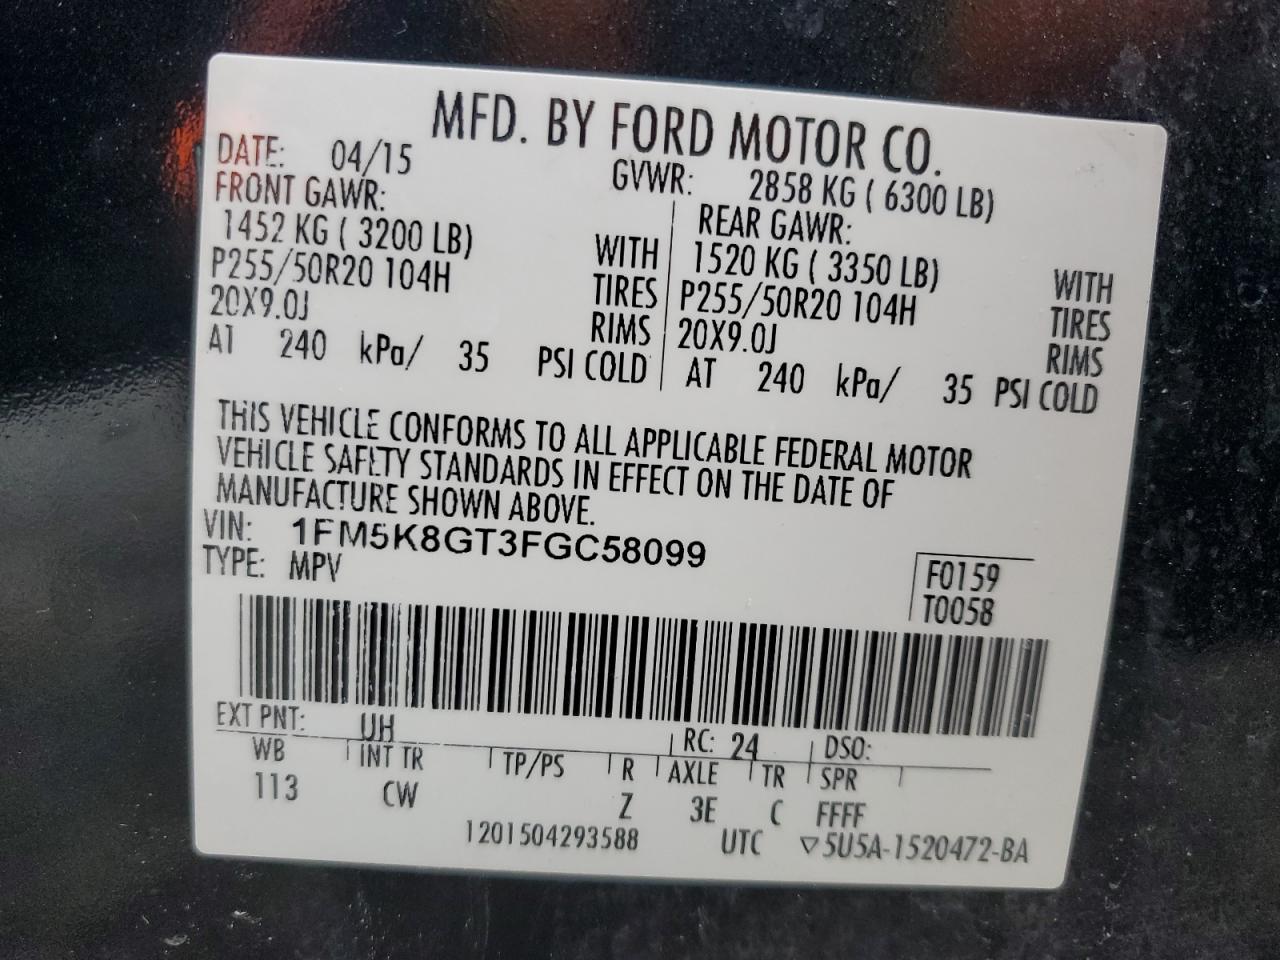 MFD. BY FORD MOTOR CO.
DATE: 04/15 GVWR: 2858 KG ( 6300 LB)
FRONT GAWR: REAR GAWR:
1452 KG ( 3200 LB) WITH 1520 KG ( 3350 LB) WITH
P255/50R20 104H TIRES P255/50R20 104H TIRES
20X9.0J RIMS 20X9.0J RIMS
AT 240 kPa/ 35 PSI COLD AT 240 kPa/ 35 PSI COLD
THIS VEHICLE CONFORMS TO ALL APPLICABLE FEDERAL MOTOR
VEHICLE SAFETY STANDARDS IN EFFECT ON THE DATE OF
MANUFACTURE SHOWN ABOVE.
VIN: 1FM5K8GT3FGC58099
TYPE: MPV F0159
T0058
EXT PNT: UH RC: 24 DSO:
WB INT TR TP/PS R AXLE TR SPR
113 CW Z 3E C FFFF
1201504293588 UTC ▽5U5A-1520472-BA